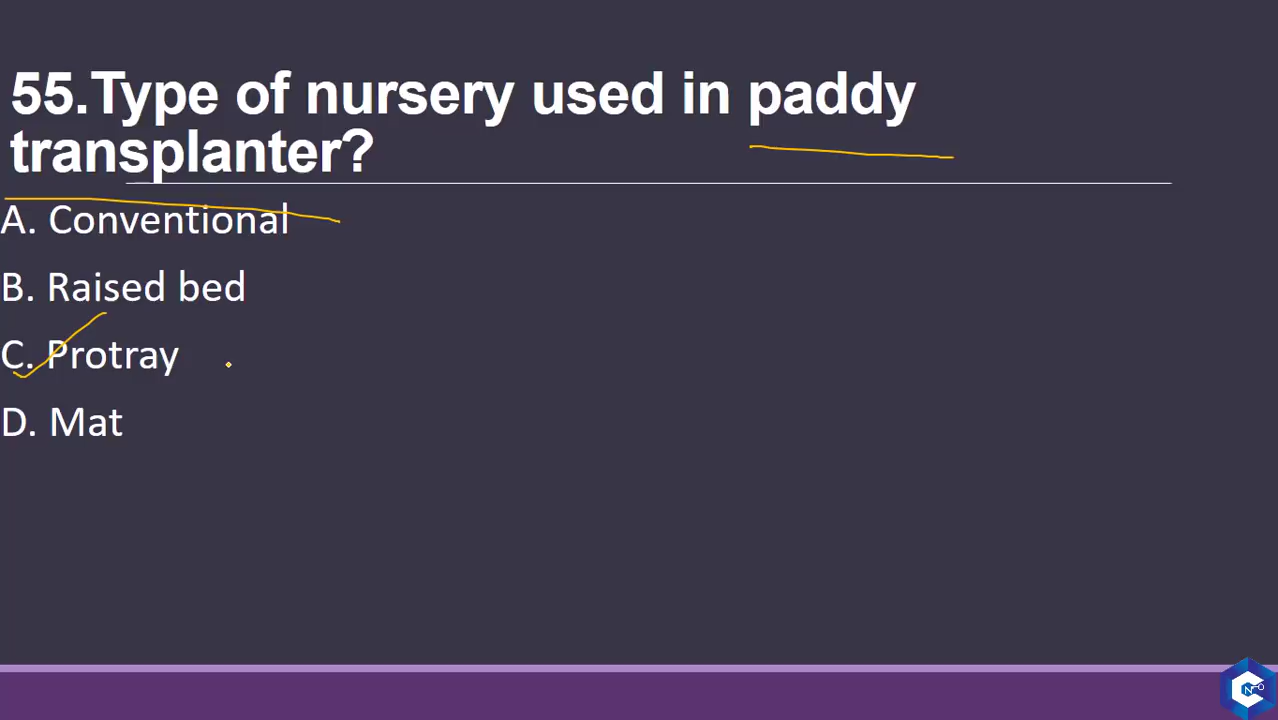 55.Type of nursery used in paddy
transplanter?
A. Conventional
B. Raised bed
C. Protray
D. Mat